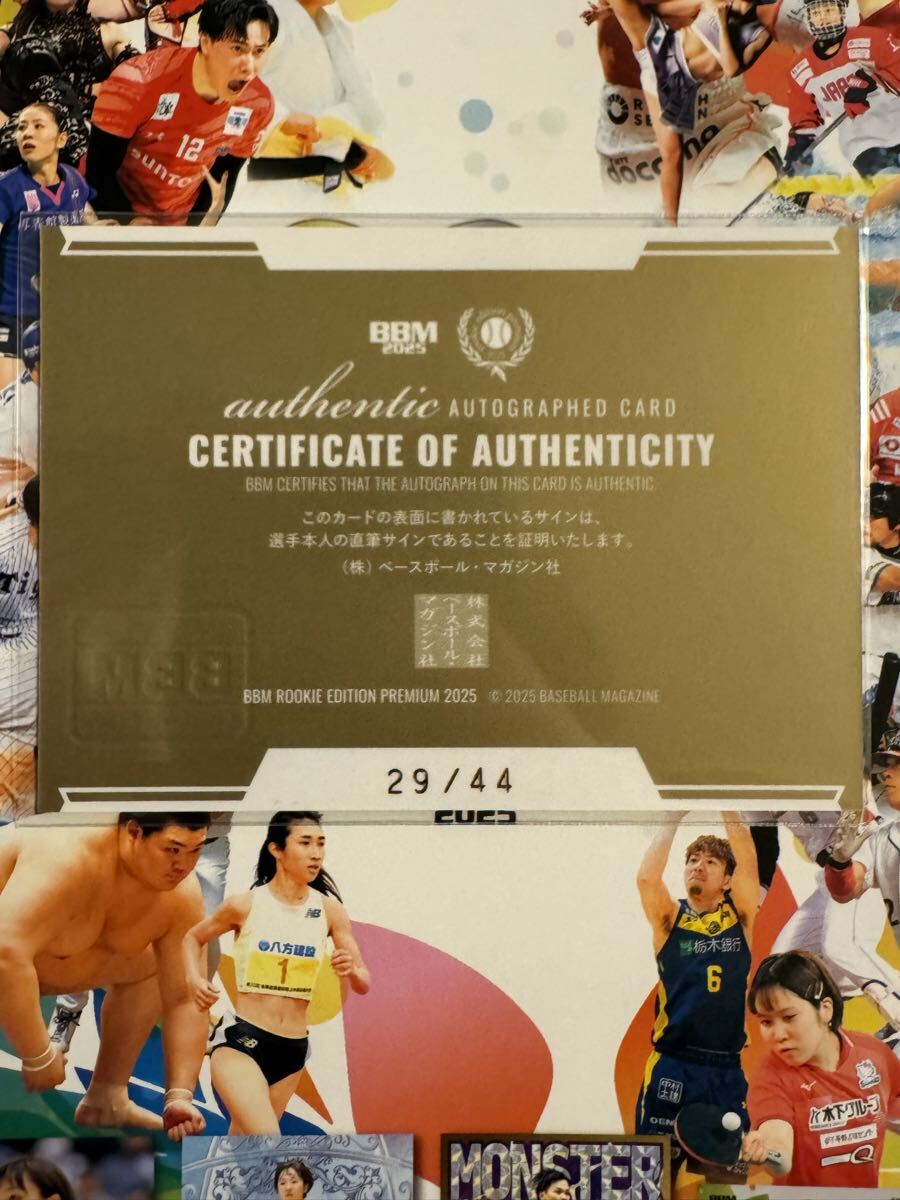 12
SUNTO
JAPA
docomo
BBM
2025
authentic AUTOGRAPHED CARD
CERTIFICATE OF AUTHENTICITY
BBM CERTIFIES THAT THE AUTOGRAPH ON THIS CARD IS AUTHENTIC.
このカードの表面に書かれているサインは、
選手本人の直筆サインであることを証明いたします。
(株)ベースボール・マガジン社
株式会社
ベースボール・
マガジン社
BBM ROOKIE EDITION PREMIUM 2025 © 2025 BASEBALL MAGAZINE
29/44
2025
八方建設
1
栃木銀行
6
木下グループ
MONSTER